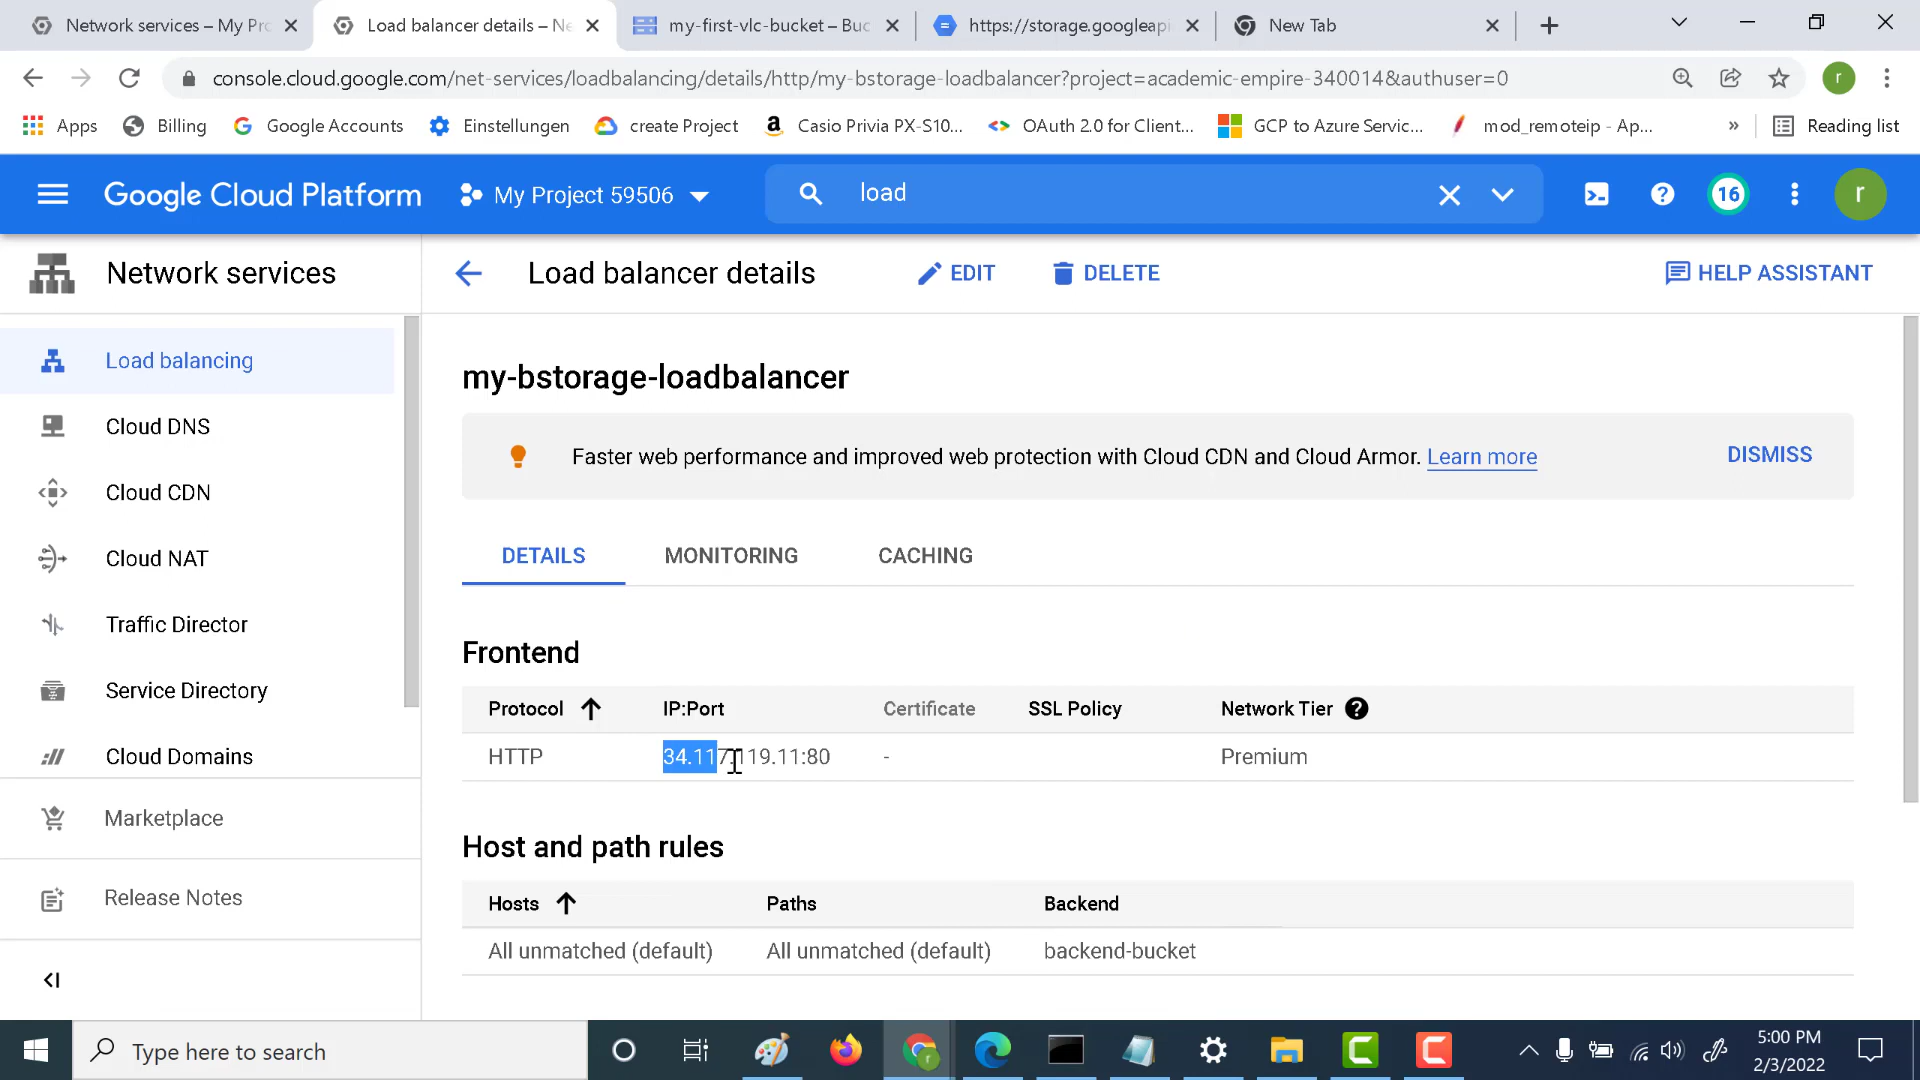 Network services – My Pro
Load balancer details – Ne
my-first-vlc-bucket – Buc
https://storage.googleapi
New Tab
console.cloud.google.com/net-services/loadbalancing/details/http/my-bstorage-loadbalancer?project=academic-empire-340014&authuser=0
r
Apps
Billing
Google Accounts
Einstellungen
create Project
Casio Privia PX-S10...
OAuth 2.0 for Client...
GCP to Azure Servic...
mod_remoteip - Ap...
»
Reading list
Google Cloud Platform
My Project 59506
load
16
r
Network services
Load balancer details
EDIT
DELETE
HELP ASSISTANT
Load balancing
Cloud DNS
Cloud CDN
Cloud NAT
Traffic Director
Service Directory
Cloud Domains
Marketplace
Release Notes
my-bstorage-loadbalancer
Faster web performance and improved web protection with Cloud CDN and Cloud Armor. Learn more
DISMISS
DETAILS
MONITORING
CACHING
Frontend
Protocol IP:Port Certificate SSL Policy Network Tier
HTTP 34.117.119.11:80 - Premium
Host and path rules
Hosts Paths Backend
All unmatched (default) All unmatched (default) backend-bucket
Type here to search
5:00 PM
2/3/2022